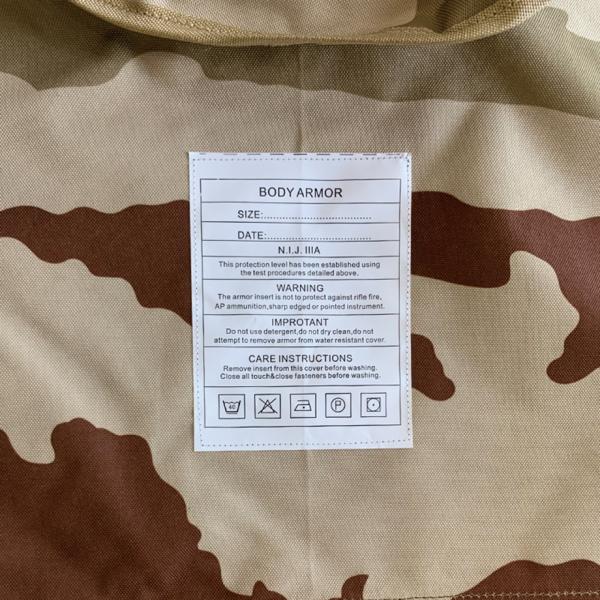 BODY ARMOR
SIZE:................................
DATE:...............................
N.I.J. IIIA
This protection level has been established using
the test procedures detailed above.
WARNING
The armor insert is not to protect against rifle fire,
AP ammunition,sharp edged or pointed instrument.
IMPROTANT
Do not use detergent,do not dry clean,do not
attempt to remove armor from water resistant cover.
CARE INSTRUCTIONS
Remove insert from this cover before washing.
Close all touch&close fasteners before washing.
40 P